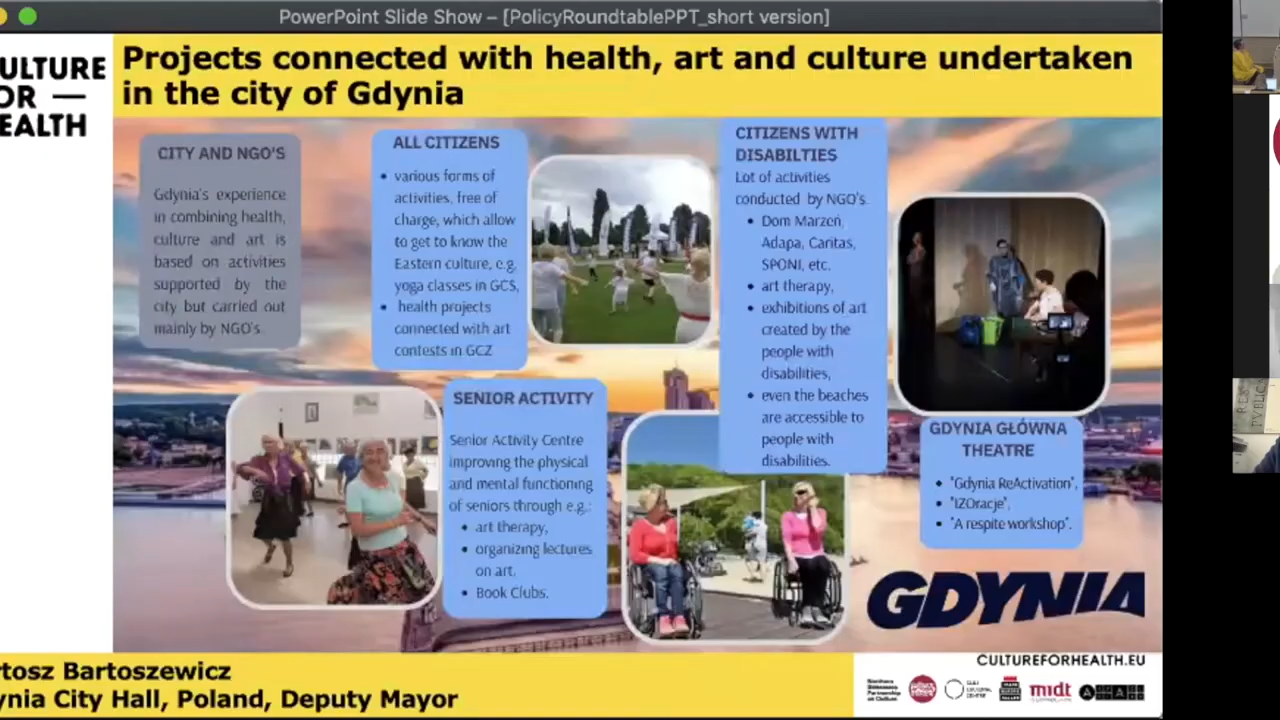 PowerPoint Slide Show – [PolicyRoundtablePPT_short version]
ULTURE
OR —
EALTH
Projects connected with health, art and culture undertaken
in the city of Gdynia
CITY AND NGO'S
Gdynia's experience
in combining health,
culture and art is
based on activities
supported by the
city but carried out
mainly by NGO's.
ALL CITIZENS
• various forms of
activities, free of
charge, which allow
to get to know the
Eastern culture, e.g.
yoga classes in GCS,
• health projects
connected with art
contests in GCZ
SENIOR ACTIVITY
Senior Activity Centre
improving the physical
and mental functioning
of seniors through e.g.:
• art therapy,
• organizing lectures
on art,
• Book Clubs.
CITIZENS WITH
DISABILTIES
Lot of activities
conducted by NGO's.
• Dom Marzeń,
Adapa, Caritas,
SPONI, etc.
• art therapy,
• exhibitions of art
created by the
people with
disabilities,
• even the beaches
are accessible to
people with
disabilities.
GDYNIA GŁÓWNA
THEATRE
• "Gdynia ReActivation",
• "IZOracje",
• "A respite workshop".
GDYNIA
rtosz Bartoszewicz
ynia City Hall, Poland, Deputy Mayor
CULTUREFORHEALTH.EU
midt